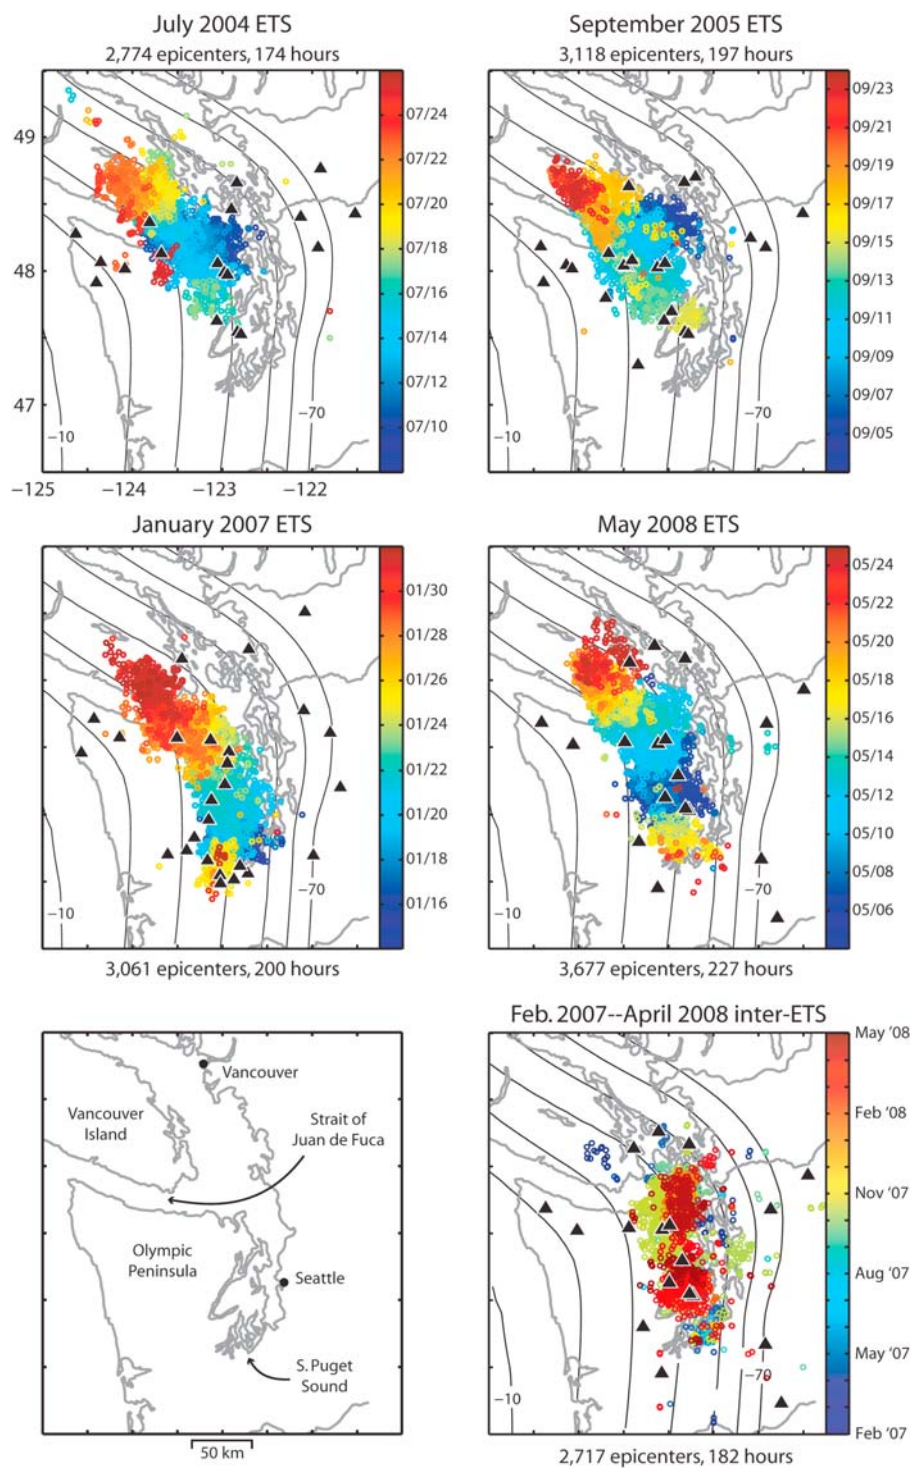 July 2004 ETS
2,774 epicenters, 174 hours
07/24
07/22
07/20
07/18
07/16
07/14
07/12
07/10
49
48
47
−10
−70
−125
−124
−123
−122
September 2005 ETS
3,118 epicenters, 197 hours
09/23
09/21
09/19
09/17
09/15
09/13
09/11
09/09
09/07
09/05
−70
−10
January 2007 ETS
01/30
01/28
01/26
01/24
01/22
01/20
01/18
01/16
−70
−10
3,061 epicenters, 200 hours
May 2008 ETS
05/24
05/22
05/20
05/18
05/16
05/14
05/12
05/10
05/08
05/06
−70
−10
3,677 epicenters, 227 hours
Vancouver
Vancouver
Island
Strait of
Juan de Fuca
Olympic
Peninsula
Seattle
S. Puget
Sound
50 km
Feb. 2007--April 2008 inter-ETS
May '08
Feb '08
Nov '07
Aug '07
May '07
Feb '07
−70
−10
2,717 epicenters, 182 hours